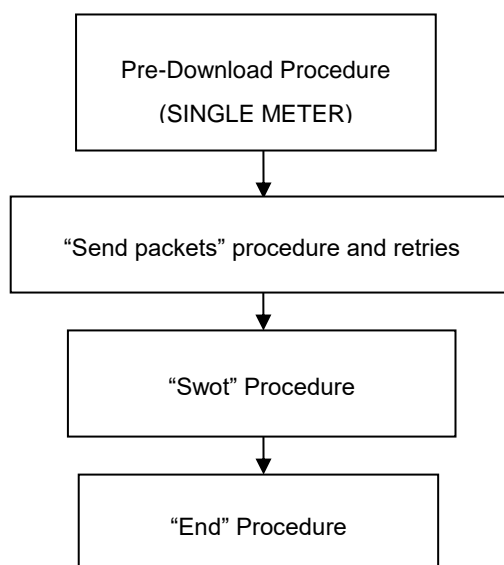 Pre-Download Procedure
(SINGLE METER)
“Send packets” procedure and retries
“Swot” Procedure
“End” Procedure